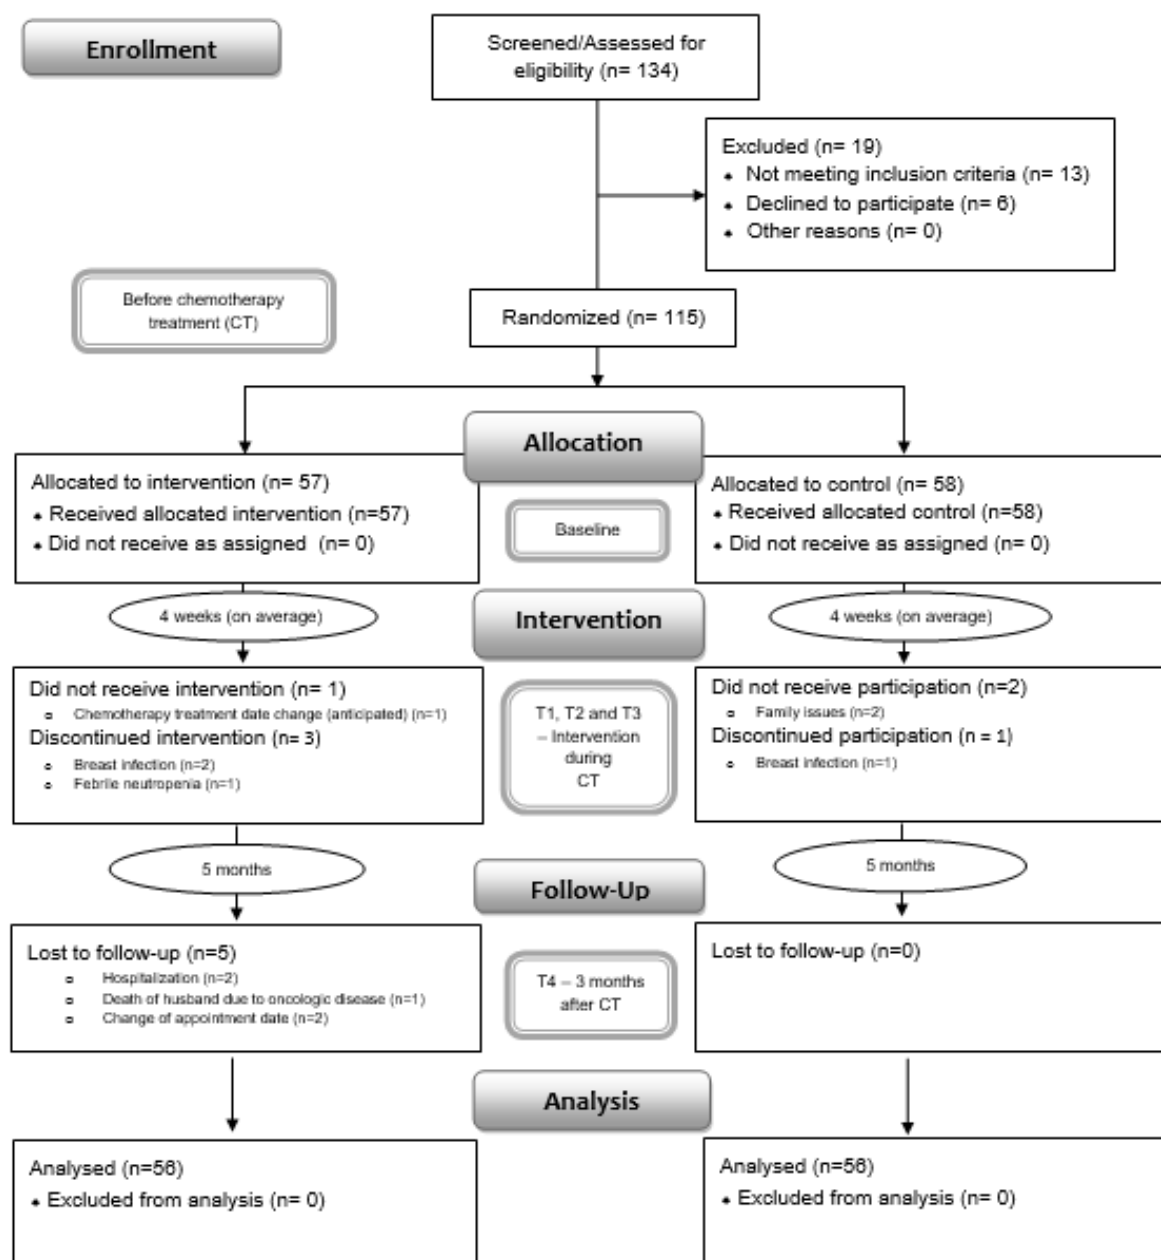 Enrollment
Screened/Assessed for
eligibility (n= 134)
Excluded (n= 19)
Not meeting inclusion criteria (n= 13)
Declined to participate (n= 6)
Other reasons (n= 0)
Before chemotherapy
treatment (CT)
Randomized (n= 115)
Allocation
Allocated to intervention (n= 57)
Received allocated intervention (n=57)
Did not receive as assigned (n= 0)
Baseline
Allocated to control (n= 58)
Received allocated control (n=58)
Did not receive as assigned (n= 0)
4 weeks (on average)
Intervention
4 weeks (on average)
Did not receive intervention (n= 1)
Chemotherapy treatment date change (anticipated) (n=1)
Discontinued intervention (n= 3)
Breast infection (n=2)
Febrile neutropenia (n=1)
T1, T2 and T3
– Intervention
during
CT
Did not receive participation (n=2)
Family issues (n=2)
Discontinued participation (n = 1)
Breast infection (n=1)
5 months
Follow-Up
5 months
Lost to follow-up (n=5)
Hospitalization (n=2)
Death of husband due to oncologic disease (n=1)
Change of appointment date (n=2)
T4 – 3 months
after CT
Lost to follow-up (n=0)
Analysis
Analysed (n=56)
Excluded from analysis (n= 0)
Analysed (n=56)
Excluded from analysis (n= 0)